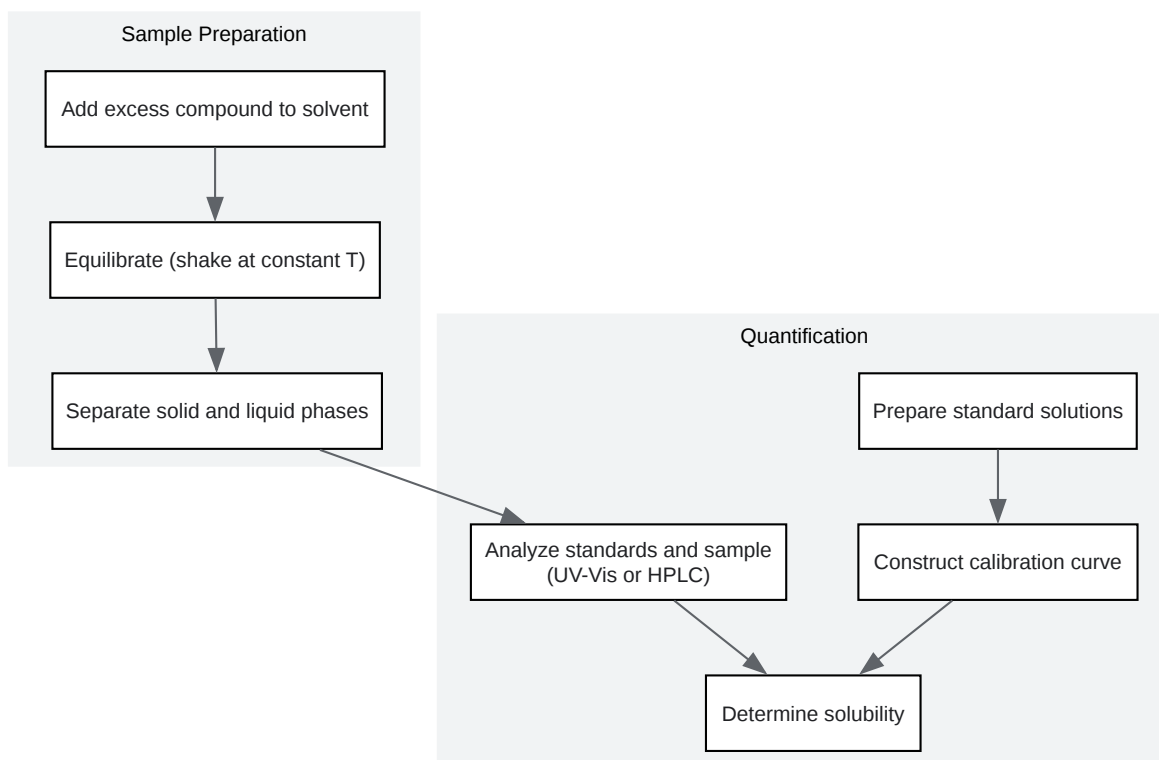 Sample Preparation
Add excess compound to solvent
Equilibrate (shake at constant T)
Separate solid and liquid phases
Quantification
Prepare standard solutions
Analyze standards and sample
(UV-Vis or HPLC)
Construct calibration curve
Determine solubility